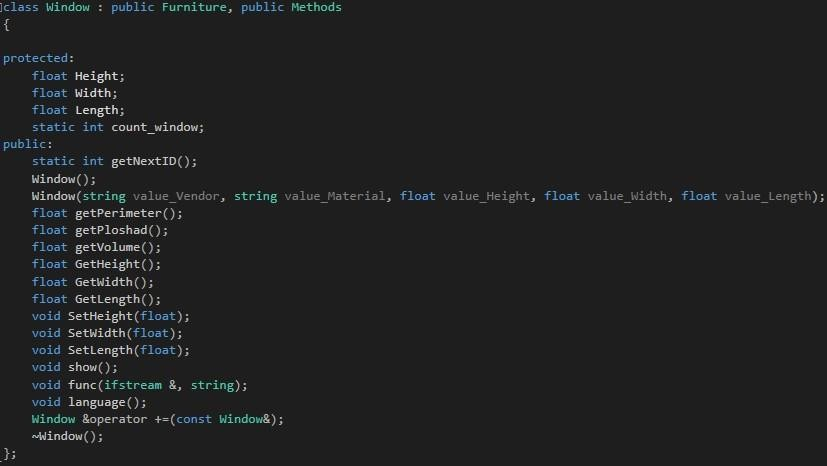 class Window : public Furniture, public Methods
{
protected:
    float Height;
    float Width;
    float Length;
    static int count_window;
public:
    static int getNextID();
    Window();
    Window(string value_Vendor, string value_Material, float value_Height, float value_Width, float value_Length);
    float getPerimeter();
    float getPloshad();
    float getVolume();
    float GetHeight();
    float GetWidth();
    float GetLength();
    void SetHeight(float);
    void SetWidth(float);
    void SetLength(float);
    void show();
    void func(ifstream &, string);
    void language();
    Window &operator +=(const Window&);
    ~Window();
};